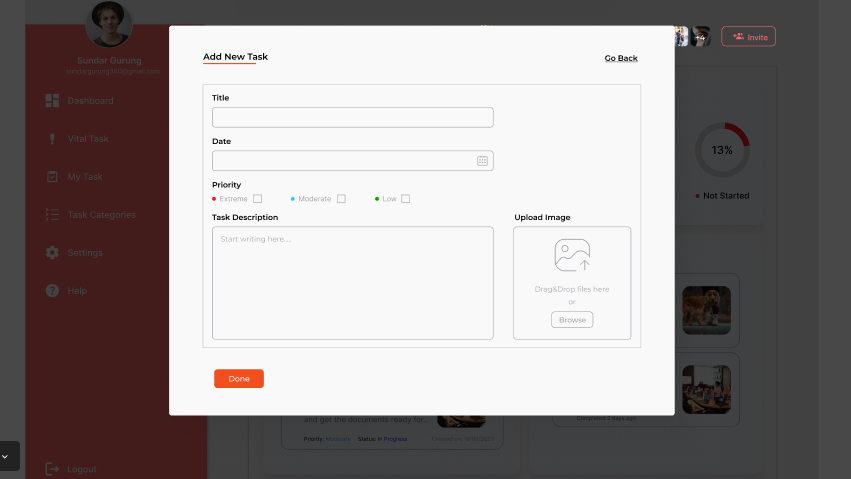 Sundar Gurung
sundargurung360@gmail.com
Dashboard
Vital Task
My Task
Task Categories
Settings
Help
Logout
Add New Task
Go Back
Title
Date
Priority
Extreme
Moderate
Low
Task Description
Start writing here....
Upload Image
Drag&Drop files here
or
Browse
Done
+4
Invite
13%
Not Started
and get the documents ready for...
Priority: Moderate Status: In Progress
Completed 2 days ago.